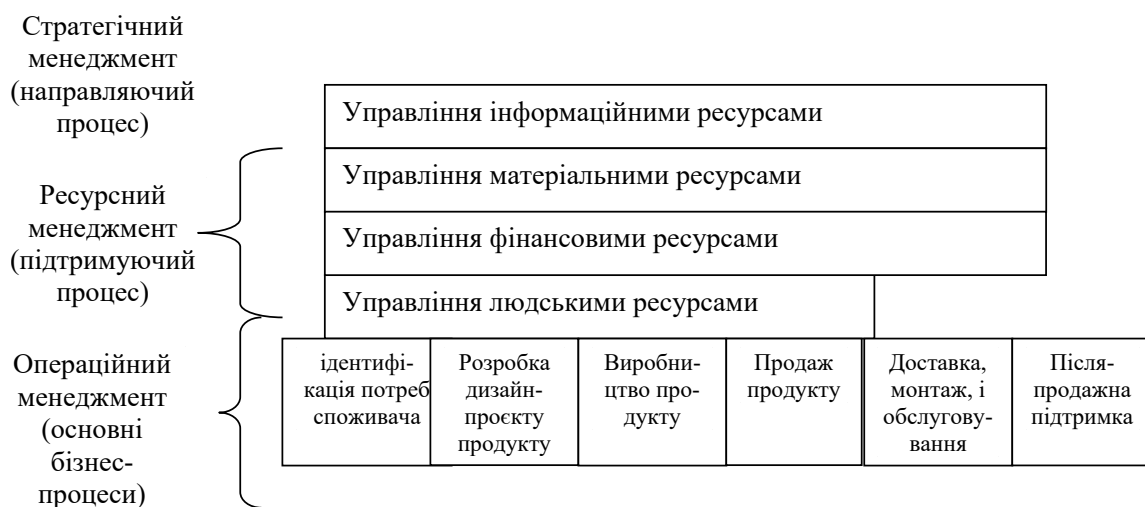 Стратегічний
менеджмент
(направляючий
процес)
Управління інформаційними ресурсами
Ресурсний
менеджмент
(підтримуючий
процес)
Управління матеріальними ресурсами
Управління фінансовими ресурсами
Управління людськими ресурсами
Операційний
менеджмент
(основні
бізнес-
процеси)
ідентифі-
кація потреб
споживача
Розробка
дизайн-
проєкту
продукту
Виробни-
цтво про-
дукту
Продаж
продукту
Доставка,
монтаж, і
обслугову-
вання
Після-
продажна
підтримка